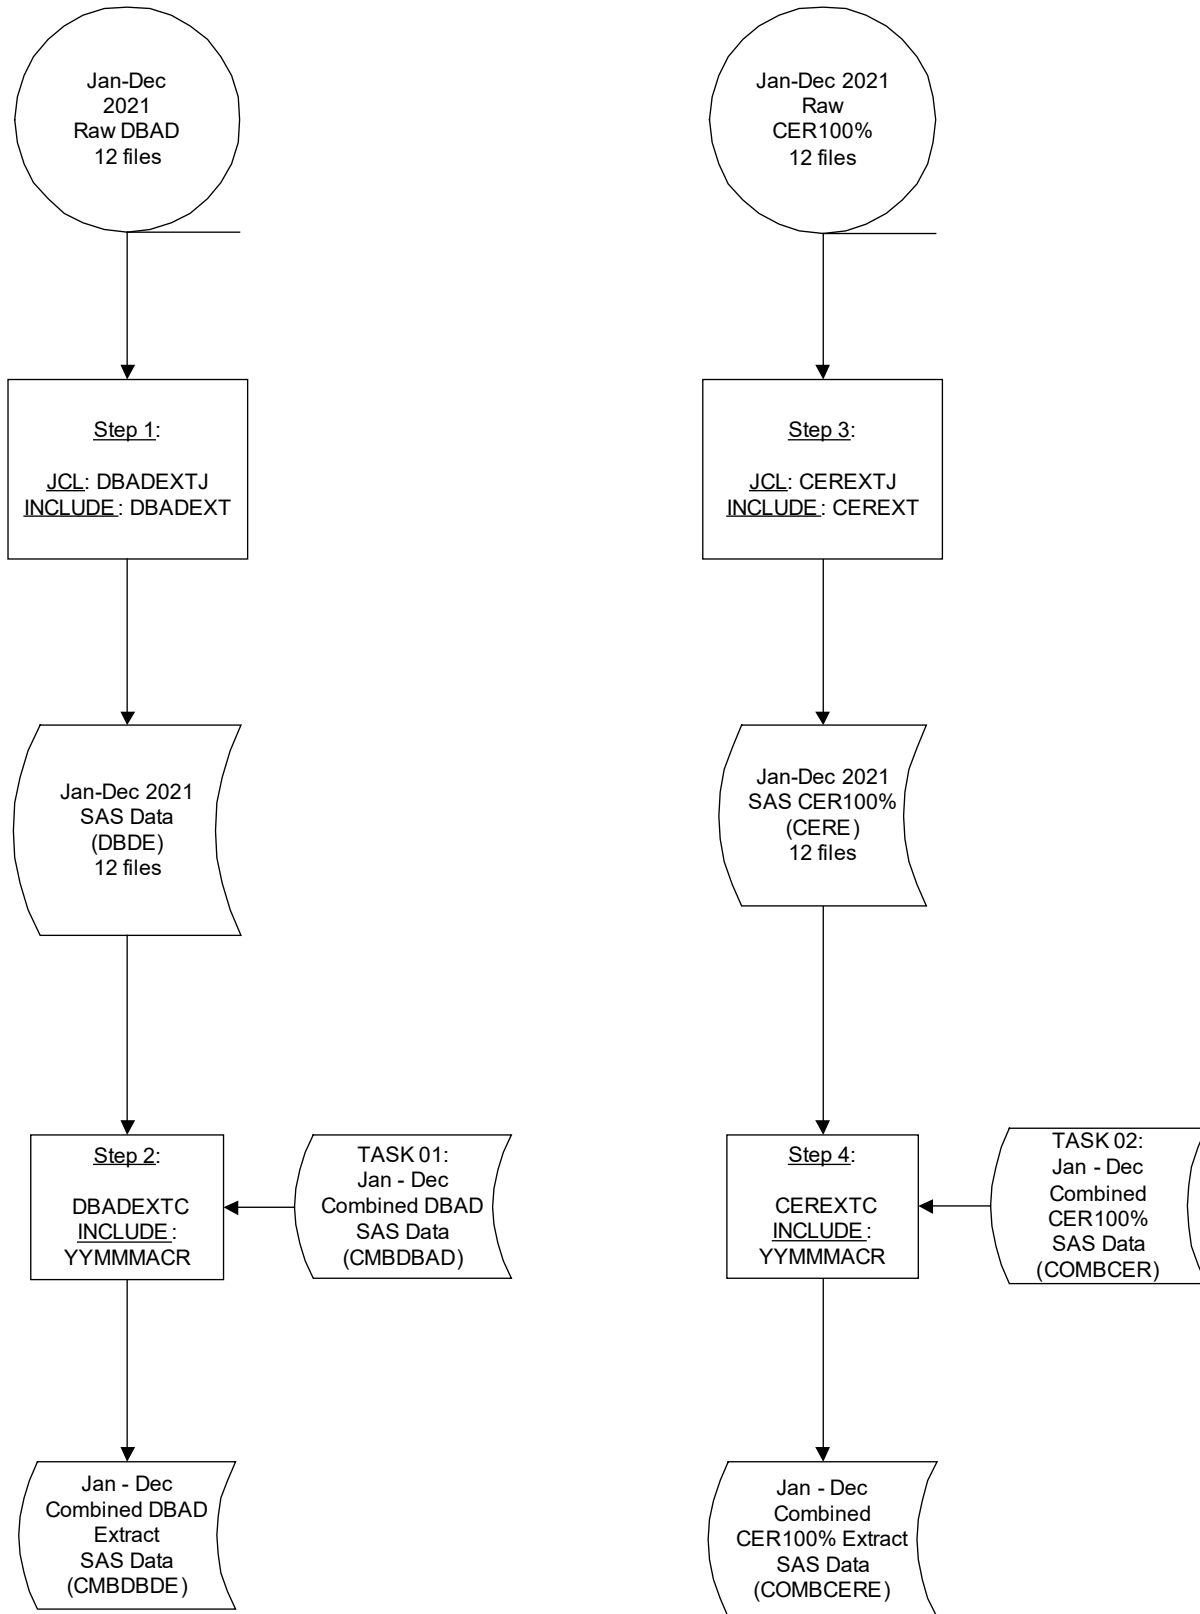 Jan-Dec
2021
Raw DBAD
12 files
Step 1:
JCL: DBADEXTJ
INCLUDE: DBADEXT
Jan-Dec 2021
SAS Data
(DBDE)
12 files
Step 2:
DBADEXTC
INCLUDE:
YYMMMACR
TASK 01:
Jan - Dec
Combined DBAD
SAS Data
(CMBDBAD)
Jan - Dec
Combined DBAD
Extract
SAS Data
(CMBDBDE)
Jan-Dec 2021
Raw
CER100%
12 files
Step 3:
JCL: CEREXTJ
INCLUDE: CEREXT
Jan-Dec 2021
SAS CER100%
(CERE)
12 files
Step 4:
CEREXTC
INCLUDE:
YYMMMACR
TASK 02:
Jan - Dec
Combined
CER100%
SAS Data
(COMBCER)
Jan - Dec
Combined
CER100% Extract
SAS Data
(COMBCERE)